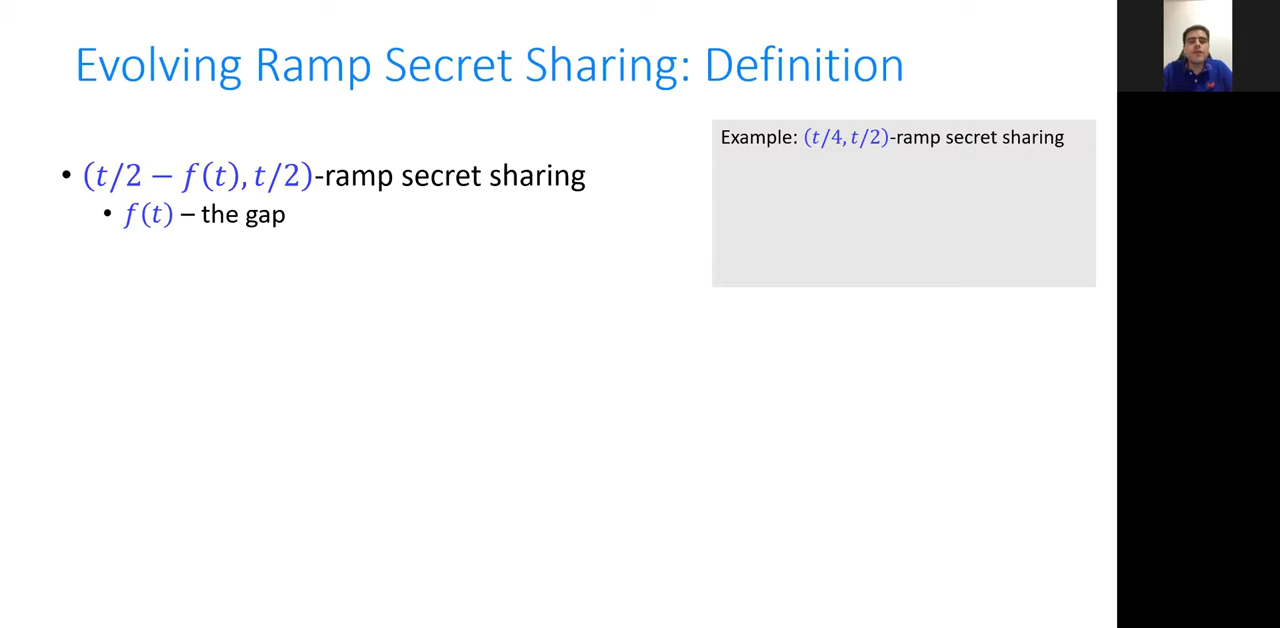 Evolving Ramp Secret Sharing: Definition
• (t/2 − f(t), t/2)-ramp secret sharing
• f(t) – the gap
Example: (t/4, t/2)-ramp secret sharing